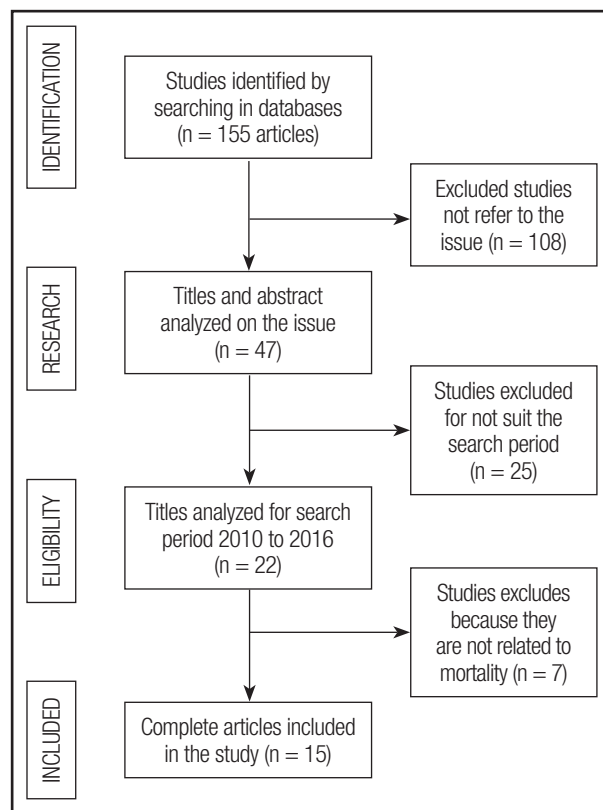 IDENTIFICATION
Studies identified by
searching in databases
(n = 155 articles)
Excluded studies
not refer to the
issue (n = 108)
RESEARCH
Titles and abstract
analyzed on the issue
(n = 47)
Studies excluded
for not suit the
search period
(n = 25)
ELIGIBILITY
Titles analyzed for search
period 2010 to 2016
(n = 22)
Studies excludes
because they
are not related to
mortality (n = 7)
INCLUDED
Complete articles included
in the study (n = 15)